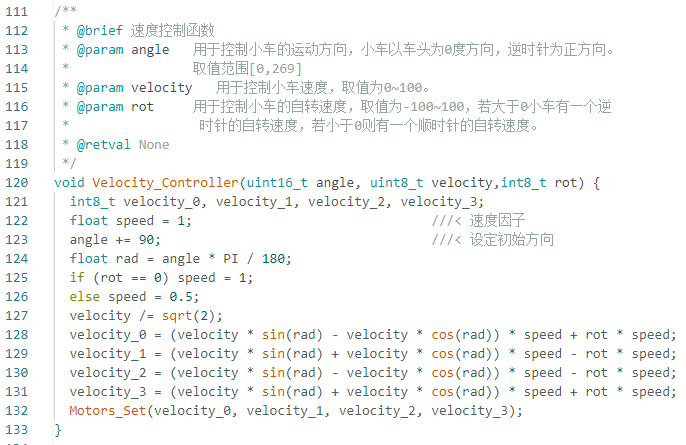 111 /**
112  * @brief 速度控制函数
113  * @param angle   用于控制小车的运动方向，小车以车头为0度方向，逆时针为正方向。
114  *                取值范围[0,269]
115  * @param velocity   用于控制小车速度，取值为0~100。
116  * @param rot     用于控制小车的自转速度，取值为-100~100，若大于0小车有一个逆
117  *                 时针的自转速度，若小于0则有一个顺时针的自转速度。
118  * @retval None
119  */
120 void Velocity_Controller(uint16_t angle, uint8_t velocity,int8_t rot) {
121   int8_t velocity_0, velocity_1, velocity_2, velocity_3;
122   float speed = 1;                               ///< 速度因子
123   angle += 90;                                   ///< 设定初始方向
124   float rad = angle * PI / 180;
125   if (rot == 0) speed = 1;
126   else speed = 0.5;
127   velocity /= sqrt(2);
128   velocity_0 = (velocity * sin(rad) - velocity * cos(rad)) * speed + rot * speed;
129   velocity_1 = (velocity * sin(rad) + velocity * cos(rad)) * speed - rot * speed;
130   velocity_2 = (velocity * sin(rad) - velocity * cos(rad)) * speed - rot * speed;
131   velocity_3 = (velocity * sin(rad) + velocity * cos(rad)) * speed + rot * speed;
132   Motors_Set(velocity_0, velocity_1, velocity_2, velocity_3);
133 }